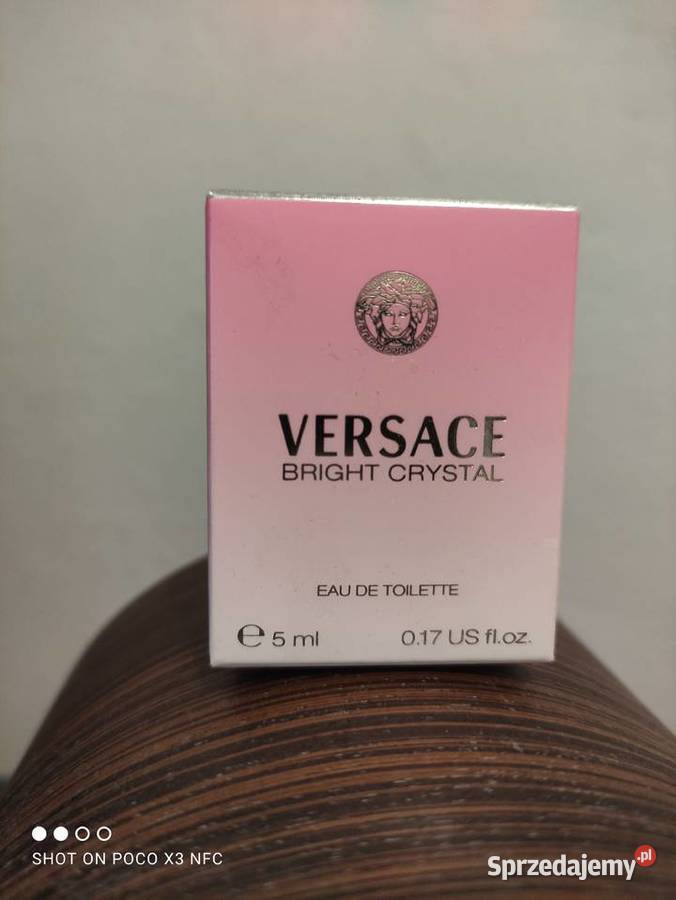 VERSACE
BRIGHT CRYSTAL
EAU DE TOILETTE
℮ 5 ml 0.17 US fl.oz.
SHOT ON POCO X3 NFC
Sprzedajemy.pl